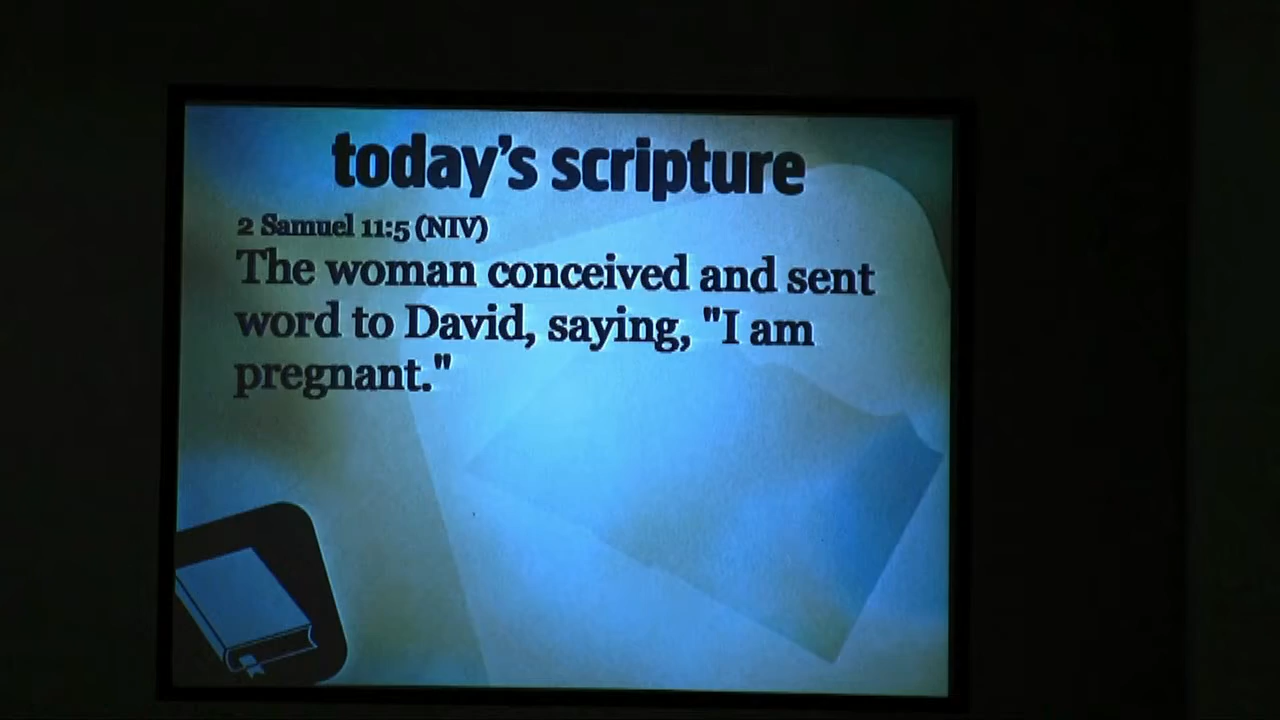 today's scripture
2 Samuel 11:5 (NIV)
The woman conceived and sent
word to David, saying, "I am
pregnant."